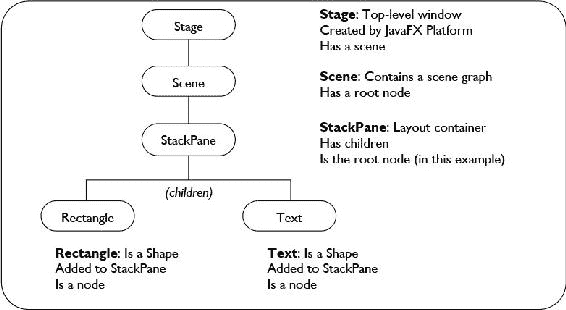 Stage
Stage: Top-level window
Created by JavaFX Platform
Has a scene
Scene
Scene: Contains a scene graph
Has a root node
StackPane
StackPane: Layout container
Has children
Is the root node (in this example)
(children)
Rectangle
Text
Rectangle: Is a Shape
Added to StackPane
Is a node
Text: Is a Shape
Added to StackPane
Is a node